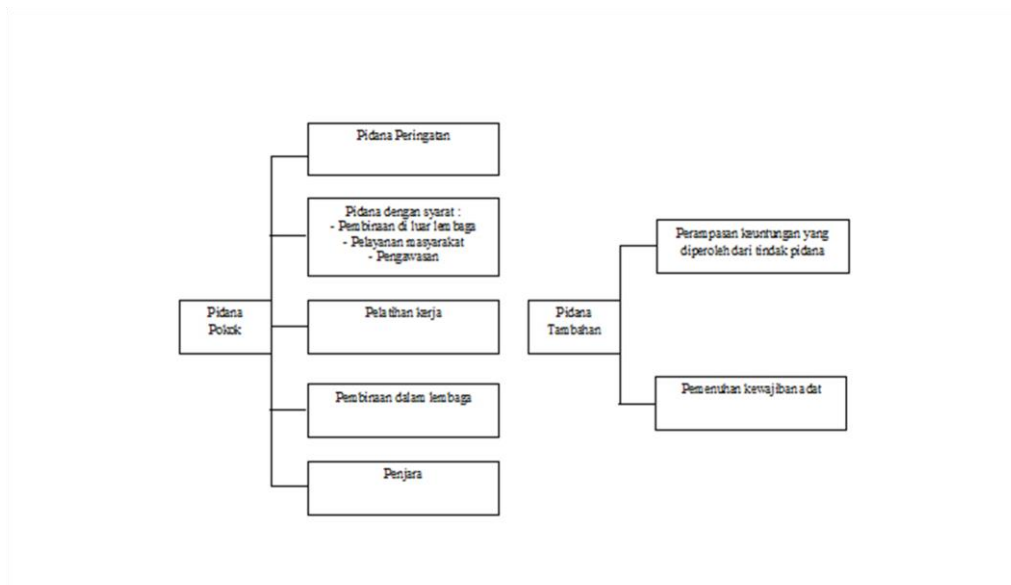 Pidana Peringatan
Pidana dengan syarat :
- Pembinaan di luar lembaga
- Pelayanan masyarakat
- Pengawasan
Pidana
Pokok
Pelatihan kerja
Pembinaan dalam lembaga
Penjara
Pidana
Tambahan
Perampasan keuntungan yang
diperoleh dari tindak pidana
Pemenuhan kewajiban adat